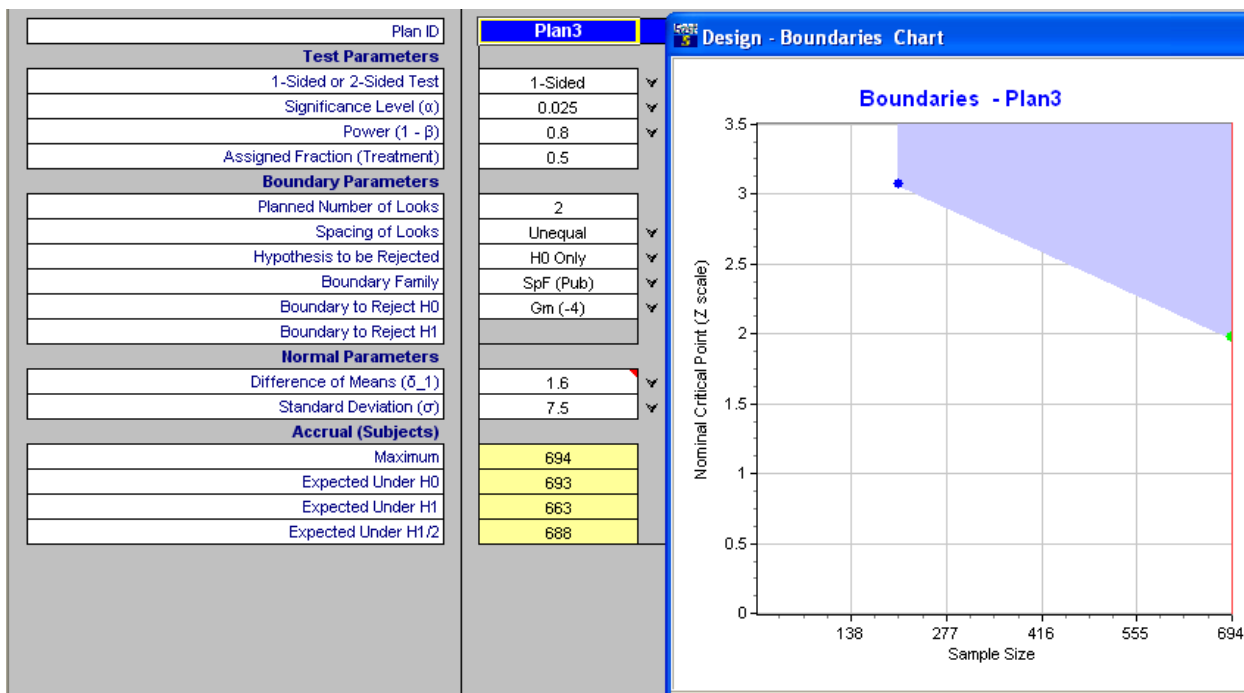 Plan ID Plan3
Test Parameters
1-Sided or 2-Sided Test 1-Sided
Significance Level (α) 0.025
Power (1 - β) 0.8
Assigned Fraction (Treatment) 0.5
Boundary Parameters
Planned Number of Looks 2
Spacing of Looks Unequal
Hypothesis to be Rejected H0 Only
Boundary Family SpF (Pub)
Boundary to Reject H0 Gm (-4)
Boundary to Reject H1
Normal Parameters
Difference of Means (δ_1) 1.6
Standard Deviation (σ) 7.5
Accrual (Subjects)
Maximum 694
Expected Under H0 693
Expected Under H1 663
Expected Under H1/2 688
Design - Boundaries Chart
Boundaries - Plan3
Nominal Critical Point (Z scale)
3.5
3
2.5
2
1.5
1
0.5
0
138 277 416 555 694
Sample Size